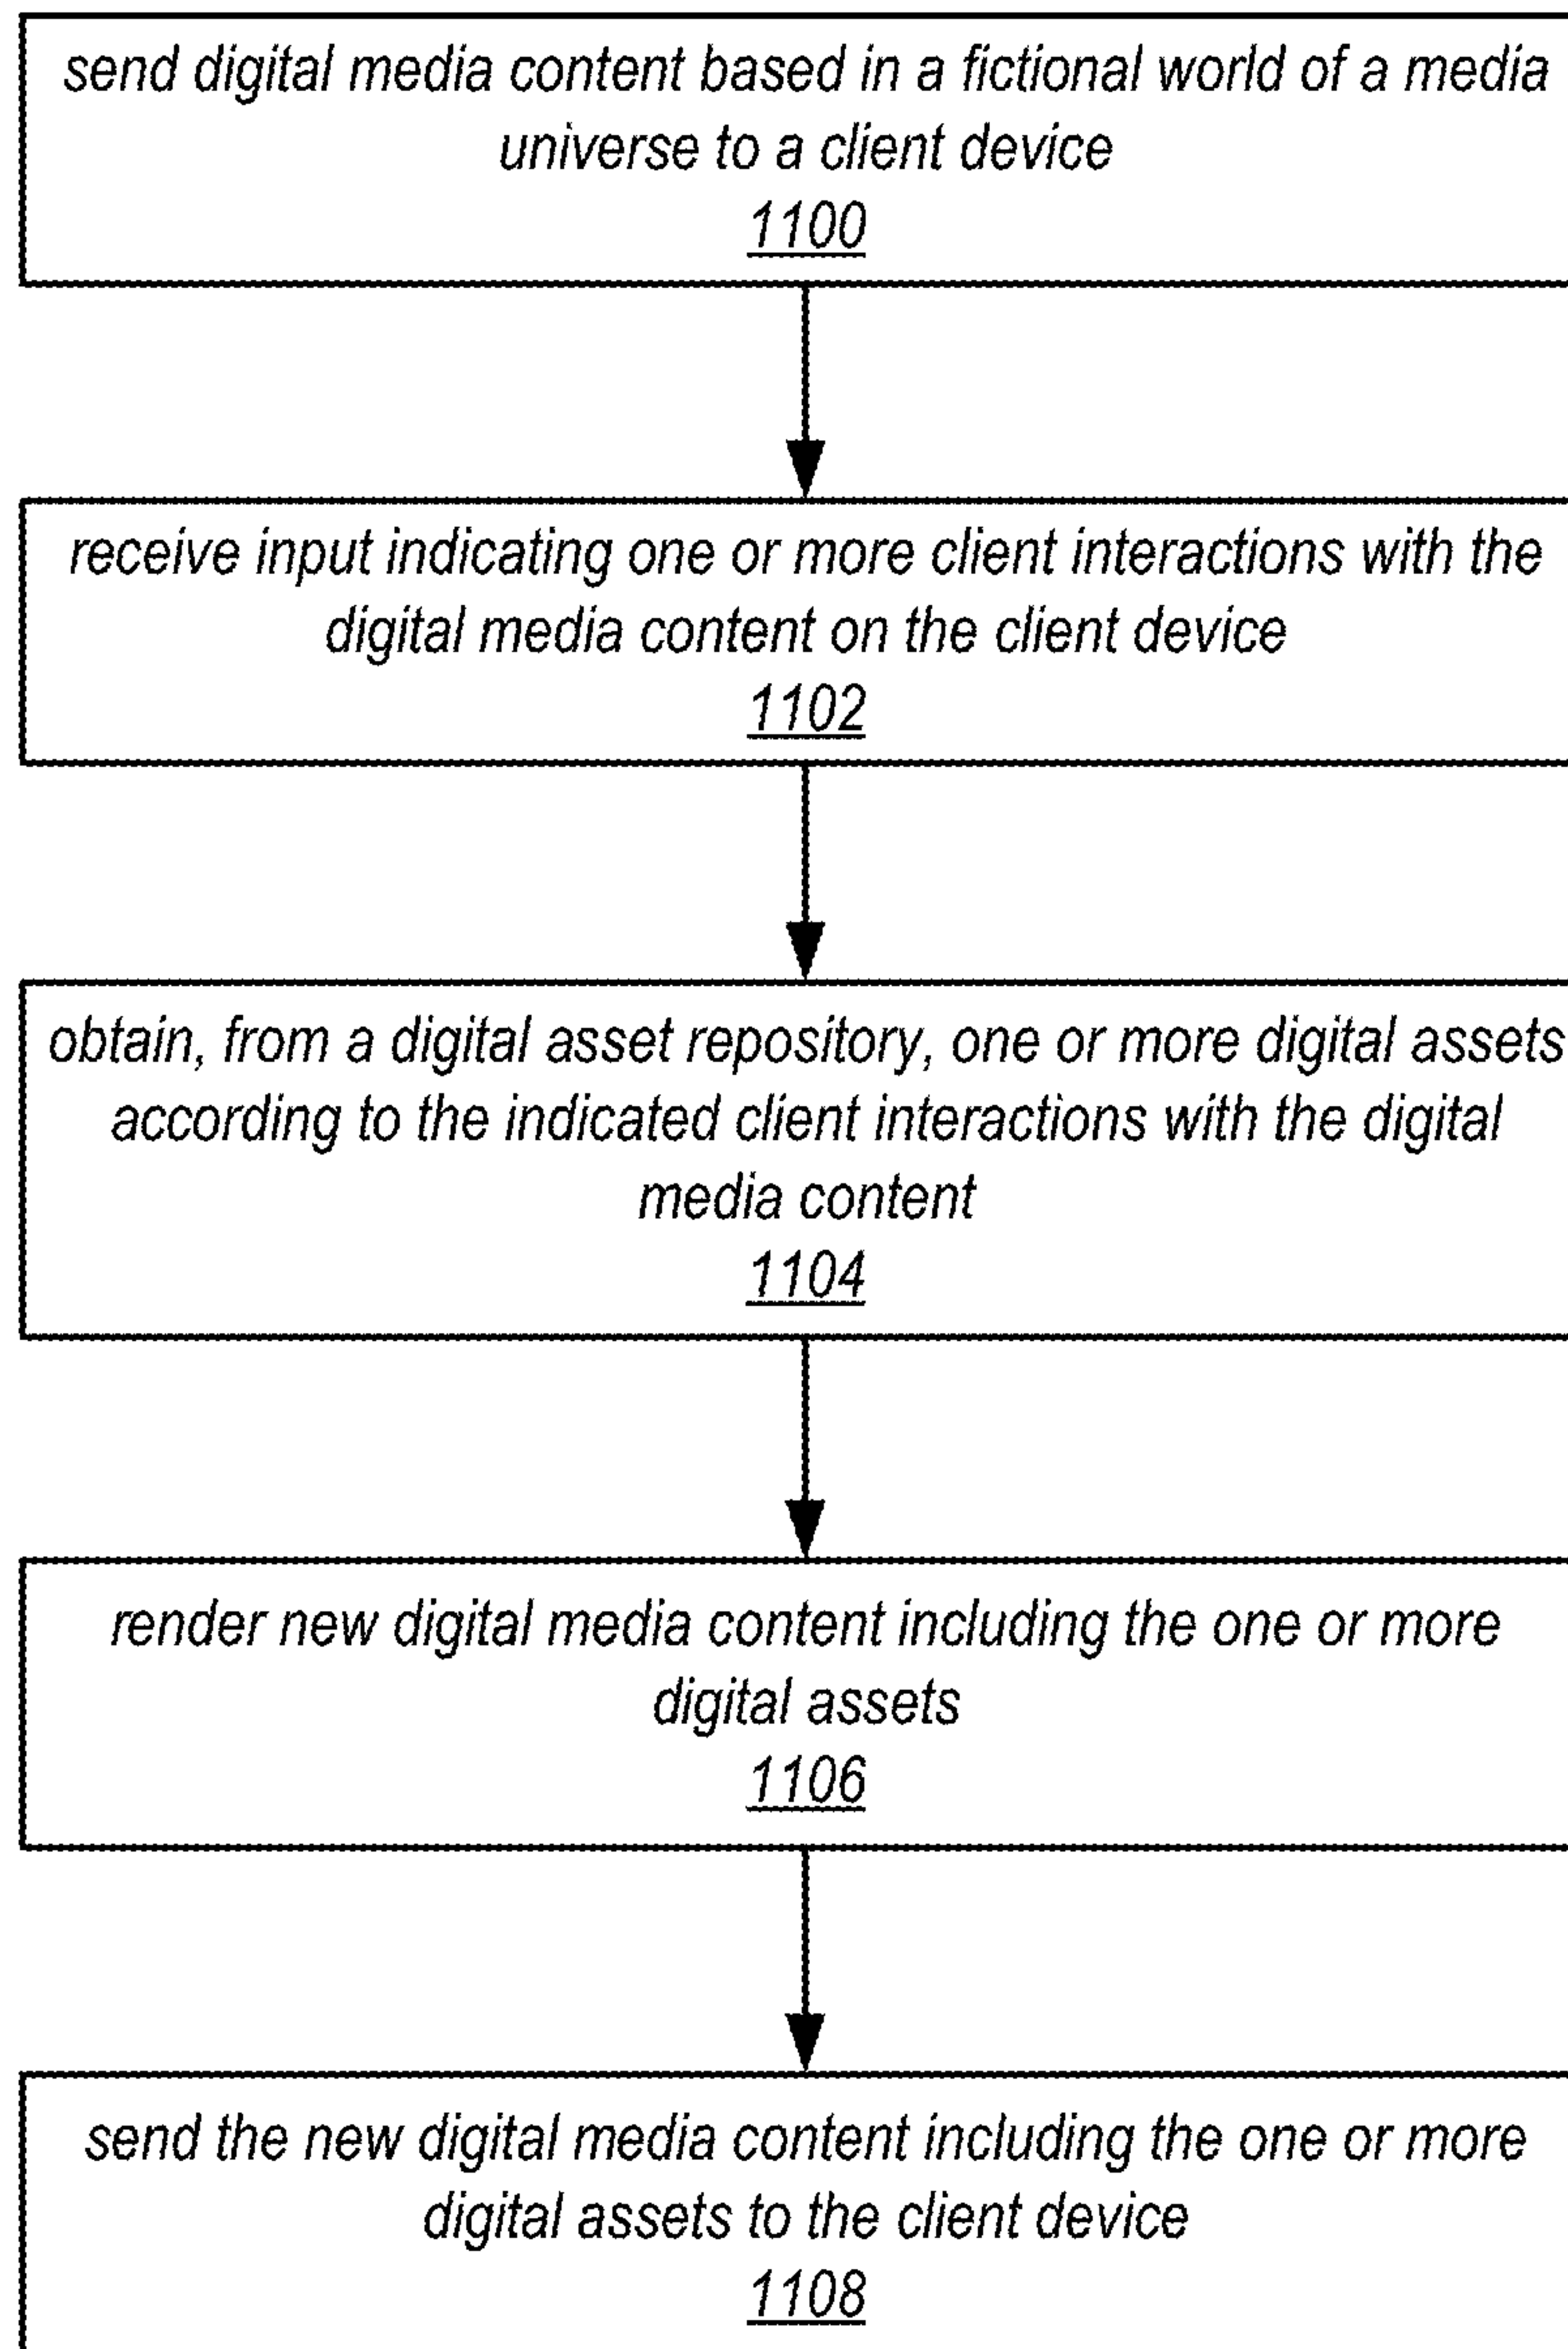 send digital media content based in a fictional world of a media
universe to a client device
1100
receive input indicating one or more client interactions with the
digital media content on the client device
1102
obtain, from a digital asset repository, one or more digital assets
according to the indicated client interactions with the digital
media content
1104
render new digital media content including the one or more
digital assets
1106
send the new digital media content including the one or more
digital assets to the client device
1108